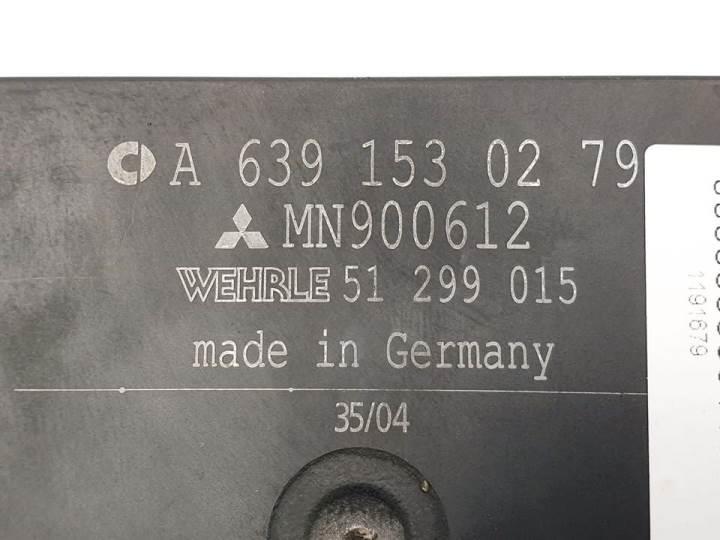 A 639 153 02 79
MN900612
WEHRLE 51 299 015
made in Germany
35/04
1191679